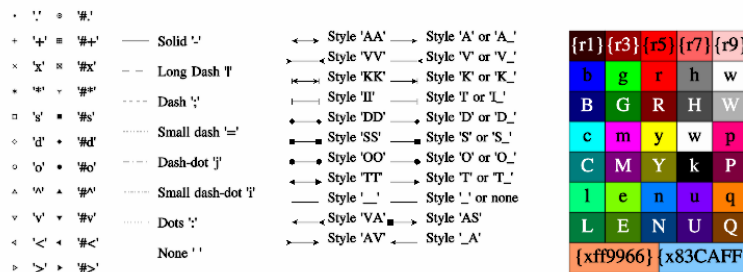 '.' '#.'
'+' '#+'
'x' '#x'
'*' '#*'
's' '#s'
'd' '#d'
'o' '#o'
'^' '#^'
'v' '#v'
'<' '#<'
'>' '#>'
Solid '-'
Long Dash '|'
Dash ';'
Small dash '='
Dash-dot 'j'
Small dash-dot 'i'
Dots ':'
None ' '
Style 'AA' Style 'A' or 'A_'
Style 'VV' Style 'V' or 'V_'
Style 'KK' Style 'K' or 'K_'
Style 'II' Style 'I' or 'I_'
Style 'DD' Style 'D' or 'D_'
Style 'SS' Style 'S' or 'S_'
Style 'OO' Style 'O' or 'O_'
Style 'TT' Style 'T' or 'T_'
Style '__' Style '_' or none
Style 'VA' Style 'AS'
Style 'AV' Style '_A'
{r1} {r3} {r5} {r7} {r9}
b g r h w
B G R H W
c m y w p
C M Y k P
l e n u q
L E N U Q
{xff9966} {x83CAFF}